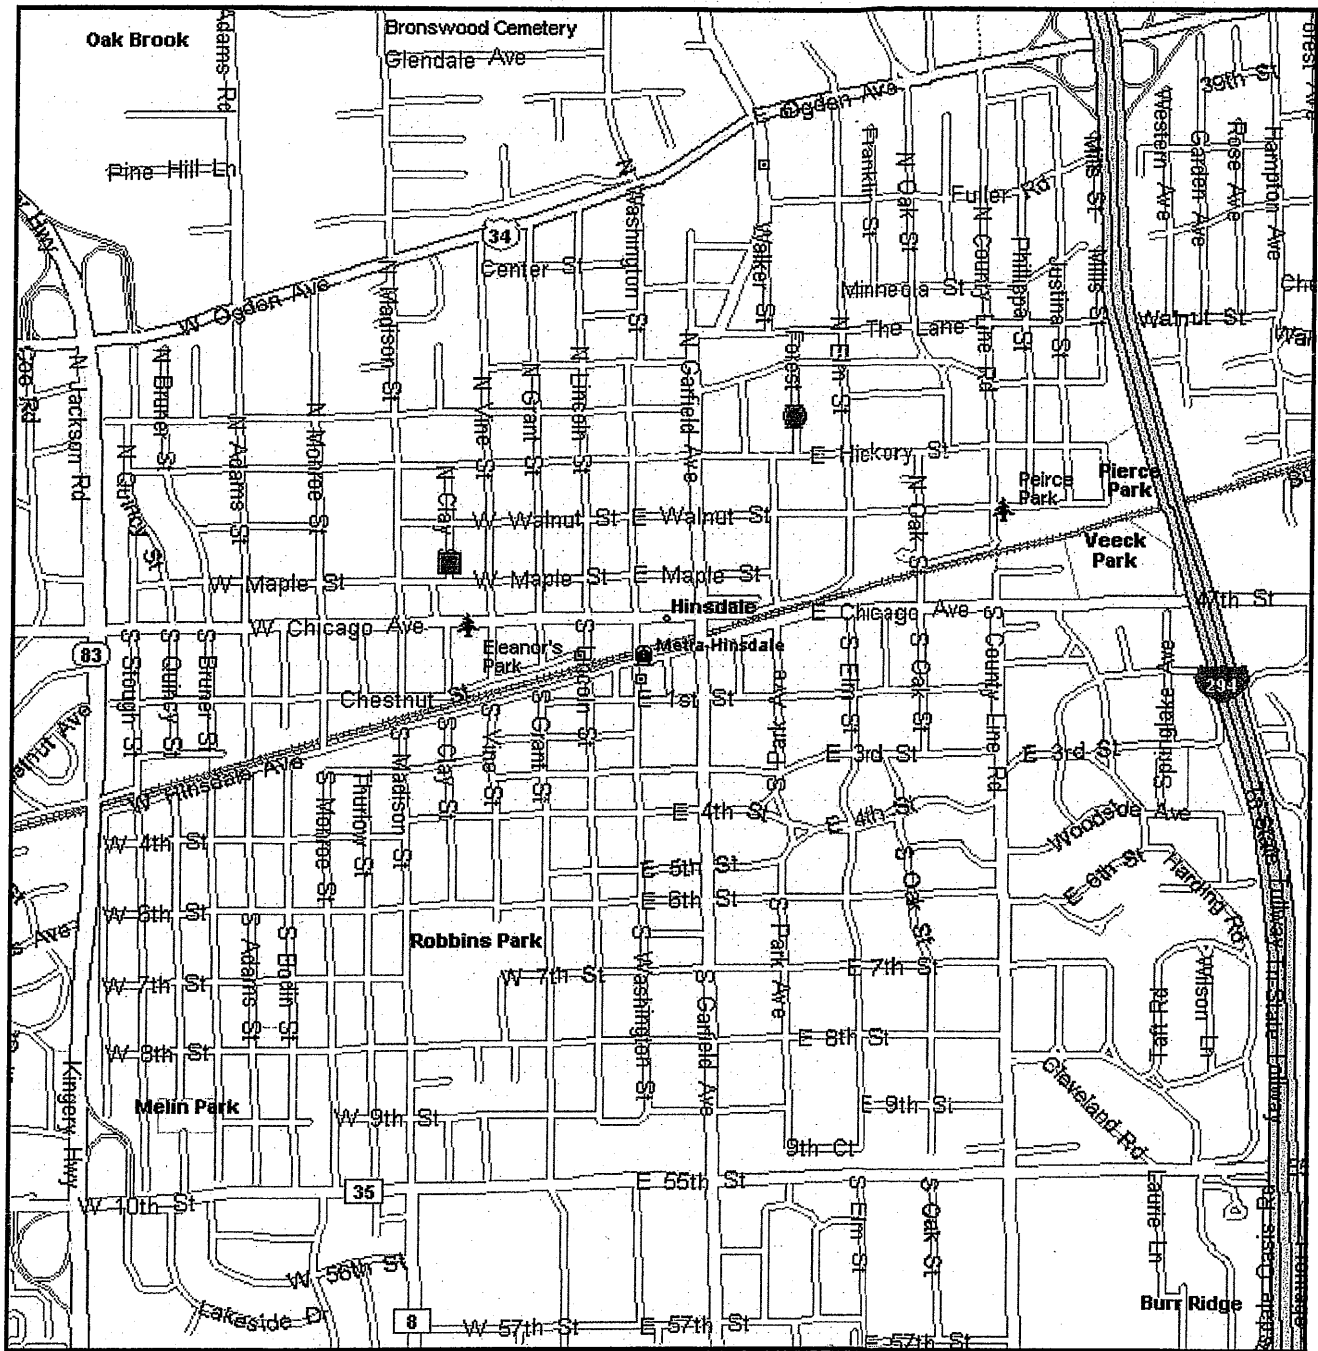 Oak Brook
Adams Rd
Bronswood Cemetery
Glendale Ave
E Ogden Ave
39th St
Pine Hill Ln
N Washington St
Walker St
Franklin St
N Oak St
Fuller Rd
N County Line Rd
Phillippa St
Justina St
Mills St
Mills St
Western Ave
Garden Ave
Rose Ave
Hampton Ave
34
Center St
W Ogden Ave
N Madison St
Minneola St
The Lane
Walnut St
N Jackson Rd
N Bruner St
N Quincy St
N Adams St
N Monroe St
N Vine St
N Grant St
N Lincoln St
N Garfield Ave
Forest
N Elm St
E Hickory St
N Clay
W Walnut St
E Walnut St
N Oak S
Peirce
Park
Pierce
Park
Veeck
Park
W Maple St
W Maple St
E Maple St
Hinsdale
E Chicago Ave
47th St
W Chicago Ave
Eleanor's
Park
Metra-Hinsdale
83
S Stough St
S Quincy St
S Bruner St
Chestnut St
S Lincoln St
E 1st St
S Park Ave
S Elm St
S Oak St
S County Line Rd
Springlake Ave
294
W Hinsdale Ave
S Monroe St
Thurlow St
S Madison St
S Clay St
S Vine St
S Grant St
E 3rd St
E 3rd St
E 4th St
E 4th St
Woodside Ave
W 4th St
E 5th St
S Oak St
E 6th St
Harding Rd
W 6th St
E 6th St
S Adams St
S Bodin St
Robbins Park
S Washington St
S Park Ave
W 7th St
W 7th St
S Garfield Ave
E 7th St
Taft Rd
Wilson Ln
Tri-State Tollway
W 8th St
E 8th St
Kingery Hwy
Melin Park
W 9th St
E 9th St
9th Ct
Cleveland Rd
W 10th St
35
E 55th St
S Elm St
S Oak St
Laurie Ln
W 56th St
Lakeside Dr
8
W 57th St
E 57th St
E 57th St
Burr Ridge